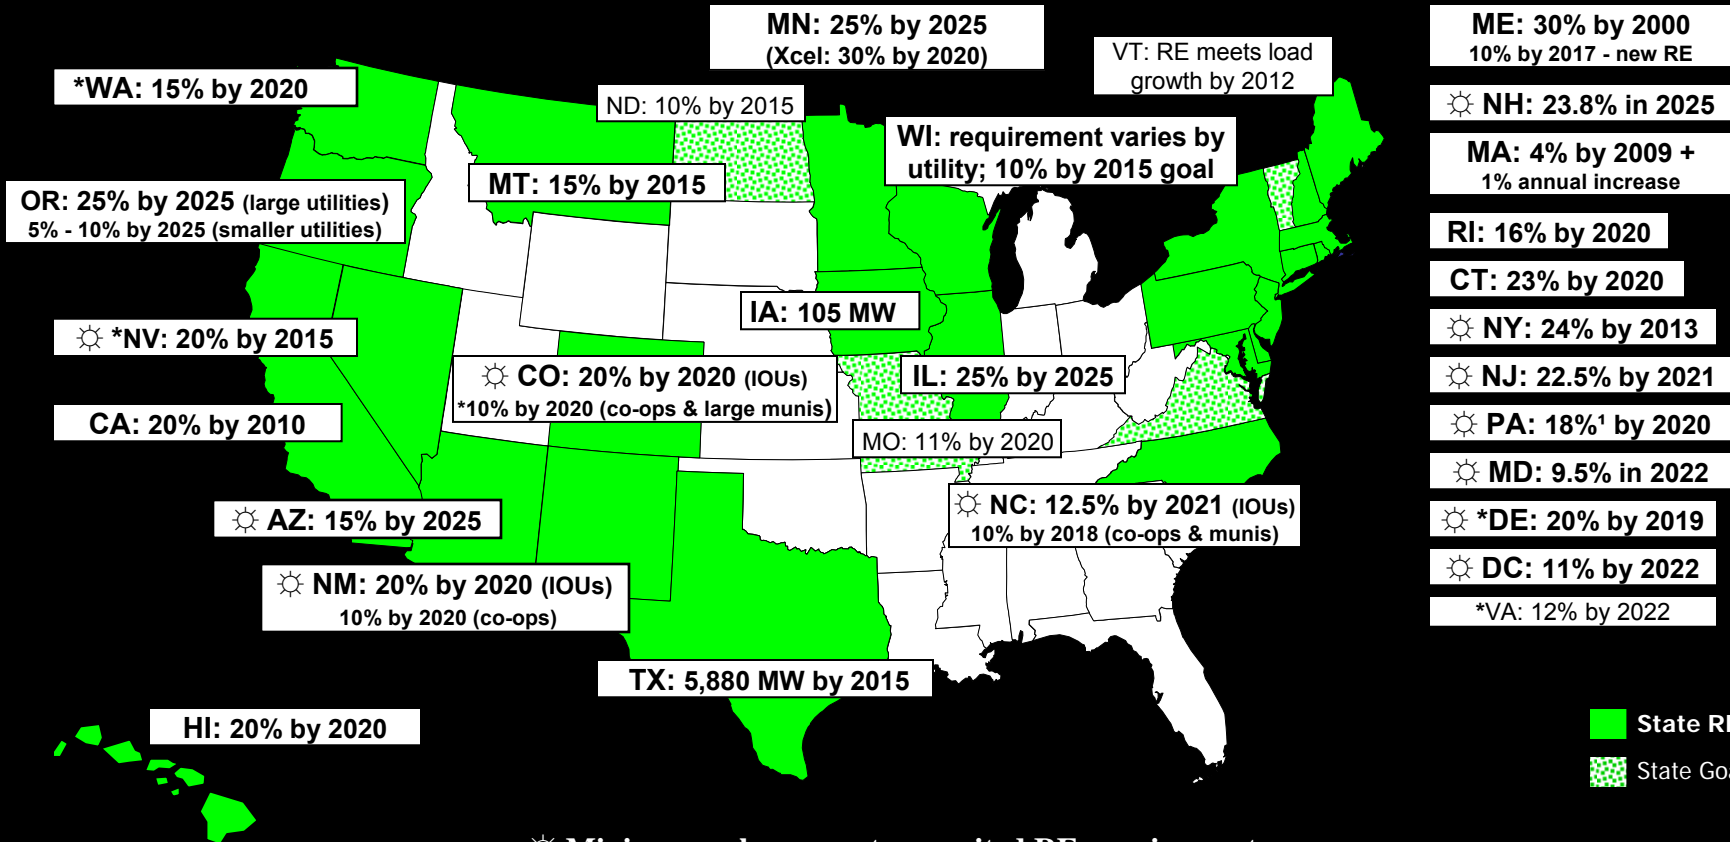 MN: 25% by 2025
(Xcel: 30% by 2020)
VT: RE meets load
growth by 2012
ME: 30% by 2000
10% by 2017 - new RE
*WA: 15% by 2020
ND: 10% by 2015
☼ NH: 23.8% in 2025
WI: requirement varies by
utility; 10% by 2015 goal
MA: 4% by 2009 +
1% annual increase
MT: 15% by 2015
OR: 25% by 2025 (large utilities)
5% - 10% by 2025 (smaller utilities)
RI: 16% by 2020
CT: 23% by 2020
IA: 105 MW
☼ *NV: 20% by 2015
☼ NY: 24% by 2013
☼ CO: 20% by 2020 (IOUs)
*10% by 2020 (co-ops & large munis)
IL: 25% by 2025
☼ NJ: 22.5% by 2021
CA: 20% by 2010
☼ PA: 18%¹ by 2020
MO: 11% by 2020
☼ MD: 9.5% in 2022
☼ AZ: 15% by 2025
☼ NC: 12.5% by 2021 (IOUs)
10% by 2018 (co-ops & munis)
☼ *DE: 20% by 2019
☼ DC: 11% by 2022
☼ NM: 20% by 2020 (IOUs)
10% by 2020 (co-ops)
*VA: 12% by 2022
TX: 5,880 MW by 2015
HI: 20% by 2020
State
State